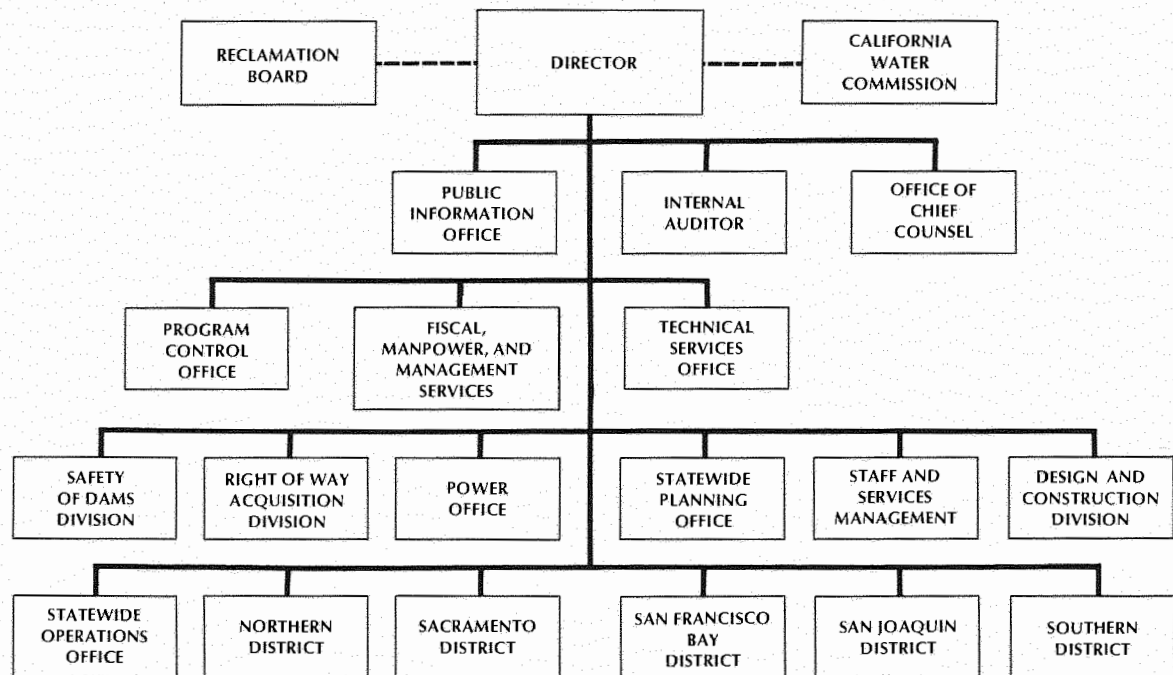 RECLAMATION
BOARD
DIRECTOR
CALIFORNIA
WATER
COMMISSION
PUBLIC
INFORMATION
OFFICE
INTERNAL
AUDITOR
OFFICE OF
CHIEF
COUNSEL
PROGRAM
CONTROL
OFFICE
FISCAL,
MANPOWER, AND
MANAGEMENT
SERVICES
TECHNICAL
SERVICES
OFFICE
SAFETY
OF DAMS
DIVISION
RIGHT OF WAY
ACQUISITION
DIVISION
POWER
OFFICE
STATEWIDE
PLANNING
OFFICE
STAFF AND
SERVICES
MANAGEMENT
DESIGN AND
CONSTRUCTION
DIVISION
STATEWIDE
OPERATIONS
OFFICE
NORTHERN
DISTRICT
SACRAMENTO
DISTRICT
SAN FRANCISCO
BAY
DISTRICT
SAN JOAQUIN
DISTRICT
SOUTHERN
DISTRICT